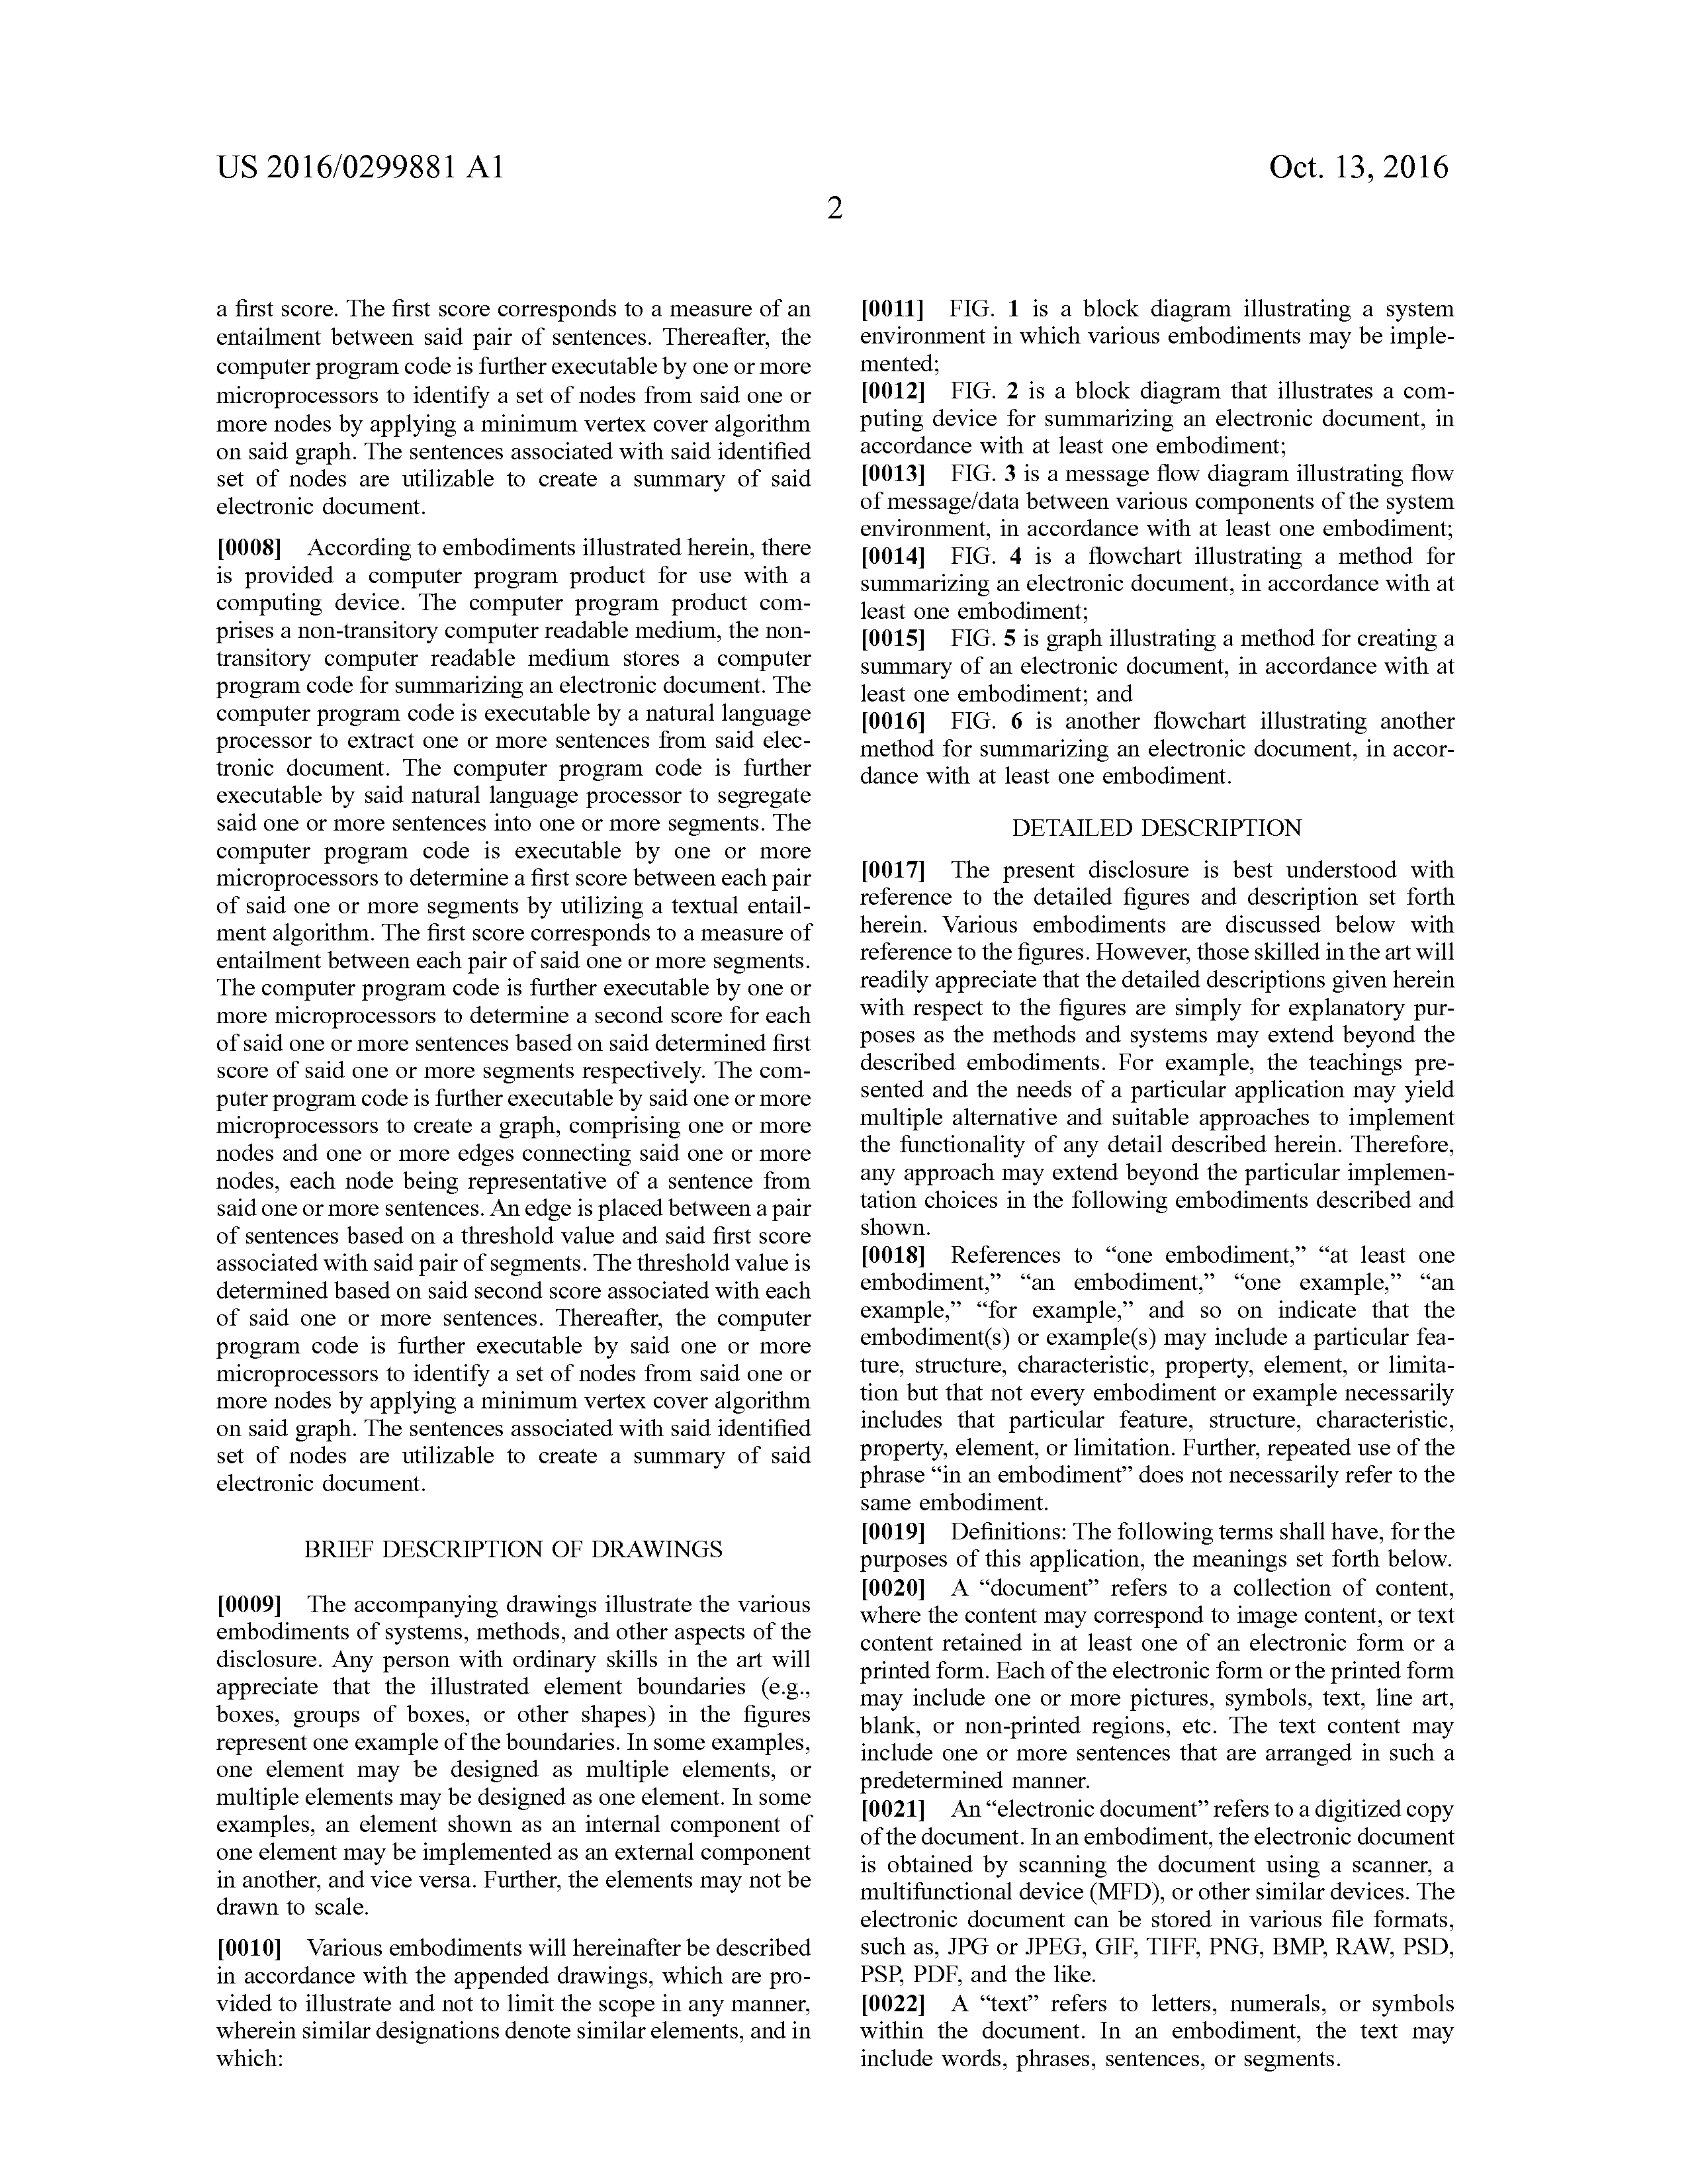 US 2016/0299881 A1
Oct. 13, 2016
2
a first score. The first score corresponds to a measure of an
entailment between said pair of sentences. Thereafter, the
computer program code is further executable by one or more
microprocessors to identify a set of nodes from said one or
more nodes by applying a minimum vertex cover algorithm
on said graph. The sentences associated with said identified
set of nodes are utilizable to create a summary of said
electronic document.
[0008] According to embodiments illustrated herein, there
is provided a computer program product for use with a
computing device. The computer program product com-
prises a non-transitory computer readable medium, the non-
transitory computer readable medium stores a computer
program code for summarizing an electronic document. The
computer program code is executable by a natural language
processor to extract one or more sentences from said elec-
tronic document. The computer program code is further
executable by said natural language processor to segregate
said one or more sentences into one or more segments. The
computer program code is executable by one or more
microprocessors to determine a first score between each pair
of said one or more segments by utilizing a textual entail-
ment algorithm. The first score corresponds to a measure of
entailment between each pair of said one or more segments.
The computer program code is further executable by one or
more microprocessors to determine a second score for each
of said one or more sentences based on said determined first
score of said one or more segments respectively. The com-
puter program code is further executable by said one or more
microprocessors to create a graph, comprising one or more
nodes and one or more edges connecting said one or more
nodes, each node being representative of a sentence from
said one or more sentences. An edge is placed between a pair
of sentences based on a threshold value and said first score
associated with said pair of segments. The threshold value is
determined based on said second score associated with each
of said one or more sentences. Thereafter, the computer
program code is further executable by said one or more
microprocessors to identify a set of nodes from said one or
more nodes by applying a minimum vertex cover algorithm
on said graph. The sentences associated with said identified
set of nodes are utilizable to create a summary of said
electronic document.
BRIEF DESCRIPTION OF DRAWINGS
[0009] The accompanying drawings illustrate the various
embodiments of systems, methods, and other aspects of the
disclosure. Any person with ordinary skills in the art will
appreciate that the illustrated element boundaries (e.g.,
boxes, groups of boxes, or other shapes) in the figures
represent one example of the boundaries. In some examples,
one element may be designed as multiple elements, or
multiple elements may be designed as one element. In some
examples, an element shown as an internal component of
one element may be implemented as an external component
in another, and vice versa. Further, the elements may not be
drawn to scale.
[0010] Various embodiments will hereinafter be described
in accordance with the appended drawings, which are pro-
vided to illustrate and not to limit the scope in any manner,
wherein similar designations denote similar elements, and in
which:
[0011] FIG. 1 is a block diagram illustrating a system
environment in which various embodiments may be imple-
mented;
[0012] FIG. 2 is a block diagram that illustrates a com-
puting device for summarizing an electronic document, in
accordance with at least one embodiment;
[0013] FIG. 3 is a message flow diagram illustrating flow
of message/data between various components of the system
environment, in accordance with at least one embodiment;
[0014] FIG. 4 is a flowchart illustrating a method for
summarizing an electronic document, in accordance with at
least one embodiment;
[0015] FIG. 5 is graph illustrating a method for creating a
summary of an electronic document, in accordance with at
least one embodiment; and
[0016] FIG. 6 is another flowchart illustrating another
method for summarizing an electronic document, in accor-
dance with at least one embodiment.
DETAILED DESCRIPTION
[0017] The present disclosure is best understood with
reference to the detailed figures and description set forth
herein. Various embodiments are discussed below with
reference to the figures. However, those skilled in the art will
readily appreciate that the detailed descriptions given herein
with respect to the figures are simply for explanatory pur-
poses as the methods and systems may extend beyond the
described embodiments. For example, the teachings pre-
sented and the needs of a particular application may yield
multiple alternative and suitable approaches to implement
the functionality of any detail described herein. Therefore,
any approach may extend beyond the particular implemen-
tation choices in the following embodiments described and
shown.
[0018] References to “one embodiment,” “at least one
embodiment,” “an embodiment,” “one example,” “an
example,” “for example,” and so on indicate that the
embodiment(s) or example(s) may include a particular fea-
ture, structure, characteristic, property, element, or limita-
tion but that not every embodiment or example necessarily
includes that particular feature, structure, characteristic,
property, element, or limitation. Further, repeated use of the
phrase “in an embodiment” does not necessarily refer to the
same embodiment.
[0019] Definitions: The following terms shall have, for the
purposes of this application, the meanings set forth below.
[0020] A “document” refers to a collection of content,
where the content may correspond to image content, or text
content retained in at least one of an electronic form or a
printed form. Each of the electronic form or the printed form
may include one or more pictures, symbols, text, line art,
blank, or non-printed regions, etc. The text content may
include one or more sentences that are arranged in such a
predetermined manner.
[0021] An “electronic document” refers to a digitized copy
of the document. In an embodiment, the electronic document
is obtained by scanning the document using a scanner, a
multifunctional device (MFD), or other similar devices. The
electronic document can be stored in various file formats,
such as, JPG or JPEG, GIF, TIFF, PNG, BMP, RAW, PSD,
PSP, PDF, and the like.
[0022] A “text” refers to letters, numerals, or symbols
within the document. In an embodiment, the text may
include words, phrases, sentences, or segments.